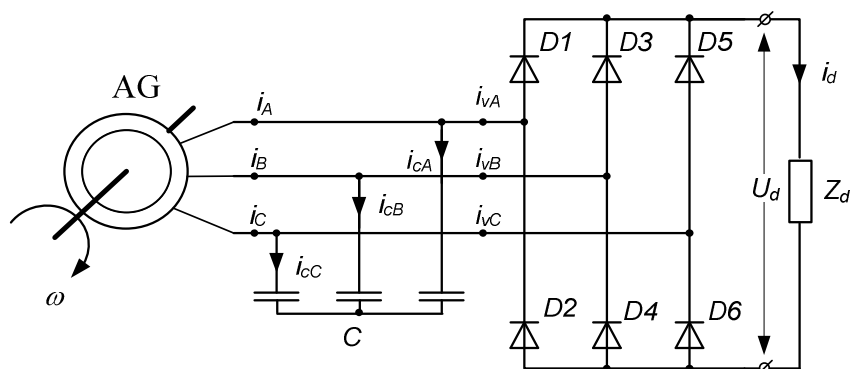 D1
D3
D5
AG
i_A
i_vA
i_d
i_B
i_cA
i_vB
i_cB
U_d
Z_d
i_C
i_vC
i_cC
ω
D2
D4
D6
C